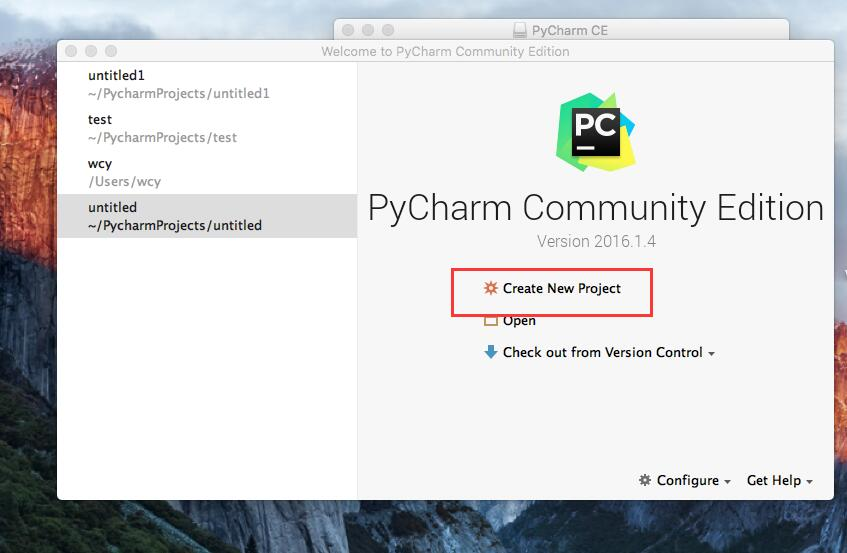 PyCharm CE
Welcome to PyCharm Community Edition
untitled1
~/PycharmProjects/untitled1
test
~/PycharmProjects/test
wcy
/Users/wcy
untitled
~/PycharmProjects/untitled
PC
PyCharm Community Edition
Version 2016.1.4
Create New Project
Open
Check out from Version Control
Configure
Get Help